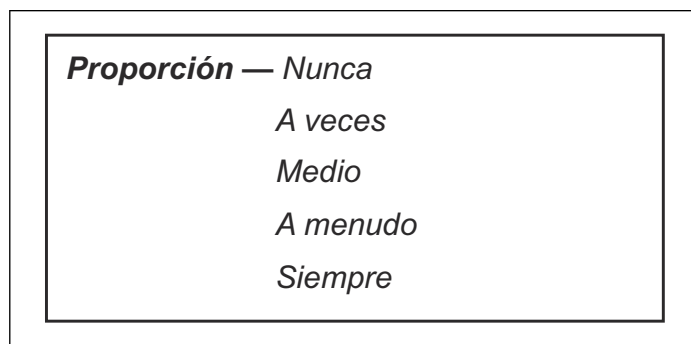 Proporción — Nunca
A veces
Medio
A menudo
Siempre